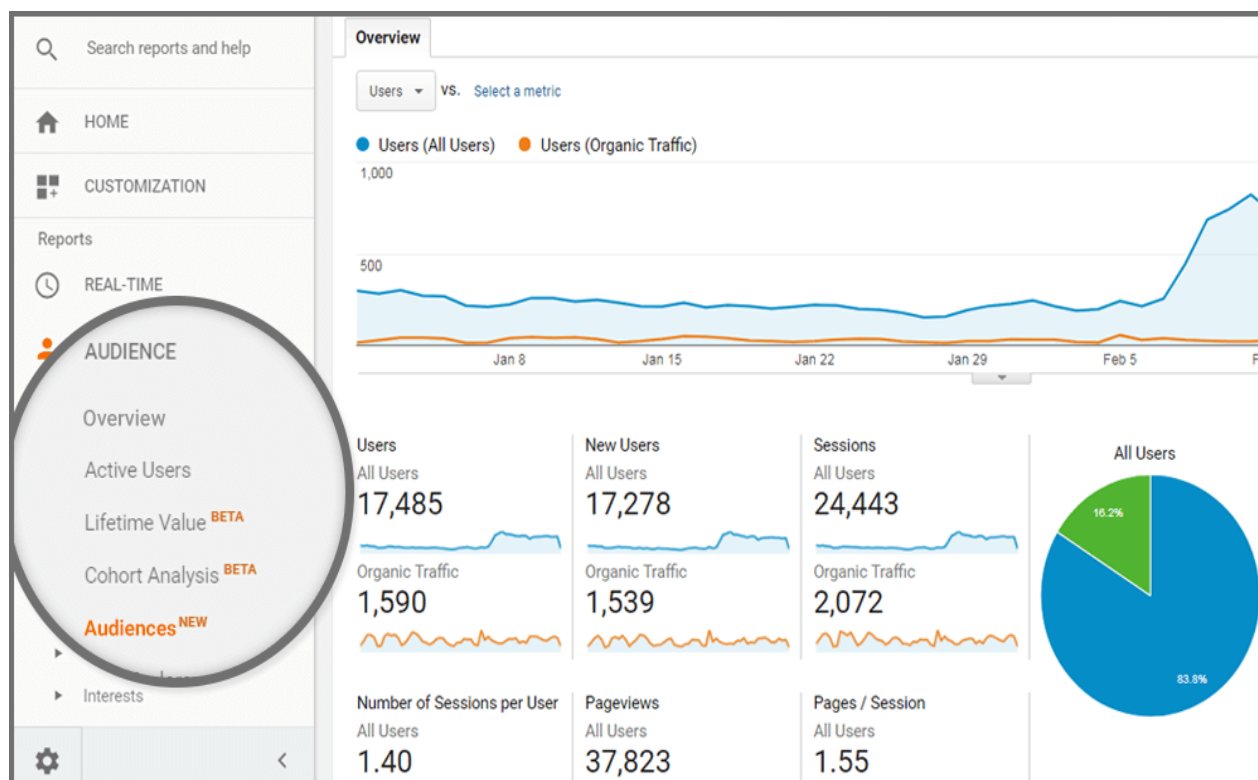 Search reports and help
HOME
CUSTOMIZATION
Reports
REAL-TIME
AUDIENCE
Overview
Active Users
Lifetime Value BETA
Cohort Analysis BETA
Audiences NEW
Interests
Overview
Users VS. Select a metric
Users (All Users) Users (Organic Traffic)
1,000
500
Jan 8 Jan 15 Jan 22 Jan 29 Feb 5 F
Users New Users Sessions
All Users All Users All Users
17,485 17,278 24,443
Organic Traffic Organic Traffic Organic Traffic
1,590 1,539 2,072
Number of Sessions per User Pageviews Pages / Session
All Users All Users All Users
1.40 37,823 1.55
All Users
16.2%
83.8%